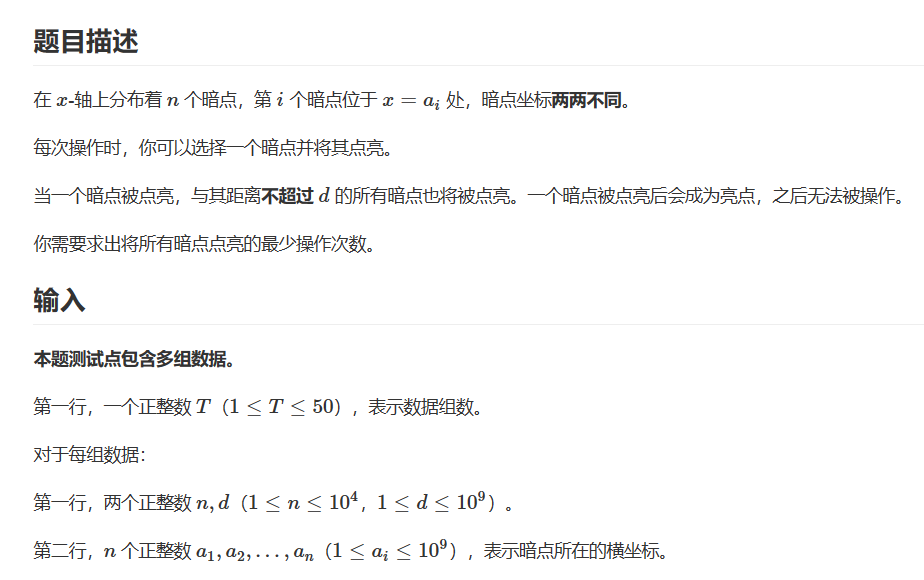 题目描述
在 x-轴上分布着 n 个暗点，第 i 个暗点位于 x = a_i 处，暗点坐标两两不同。
每次操作时，你可以选择一个暗点并将其点亮。
当一个暗点被点亮，与其距离不超过 d 的所有暗点也将被点亮。一个暗点被点亮后会成为亮点，之后无法被操作。
你需要求出将所有暗点点亮的最少操作次数。
输入
本题测试点包含多组数据。
第一行，一个正整数 T（1 ≤ T ≤ 50），表示数据组数。
对于每组数据：
第一行，两个正整数 n, d（1 ≤ n ≤ 10^4，1 ≤ d ≤ 10^9）。
第二行，n 个正整数 a_1, a_2, . . . , a_n（1 ≤ a_i ≤ 10^9），表示暗点所在的横坐标。